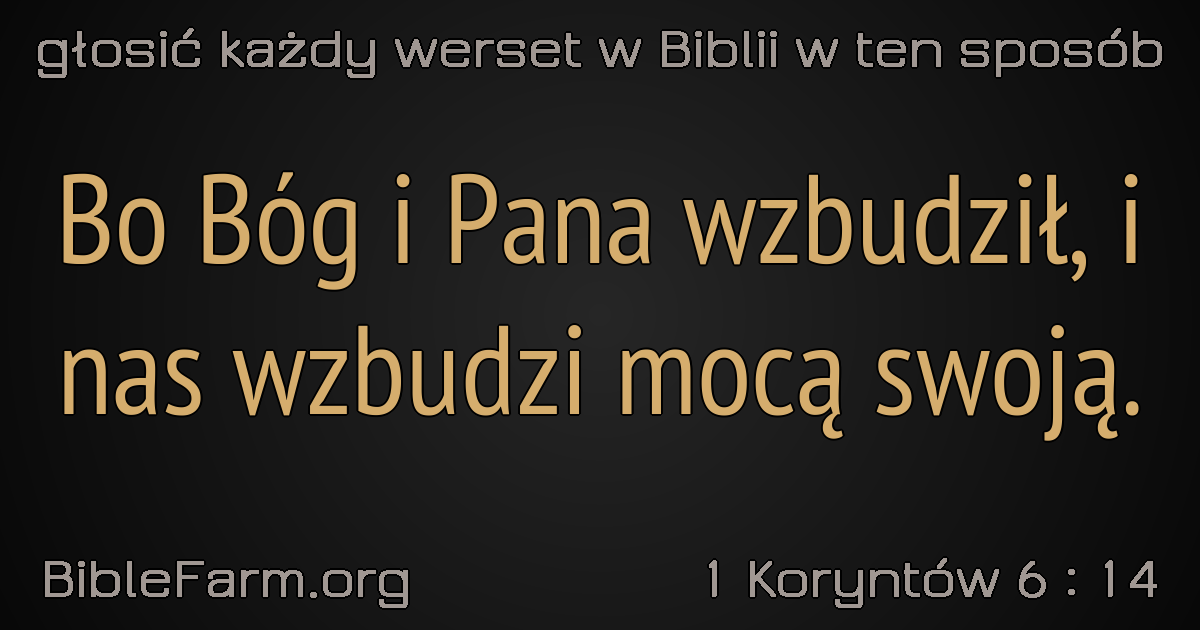 głosić każdy werset w Biblii w ten sposób
Bo Bóg i Pana wzbudził, i
nas wzbudzi mocą swoją.
BibleFarm.org
1 Koryntów 6 : 14